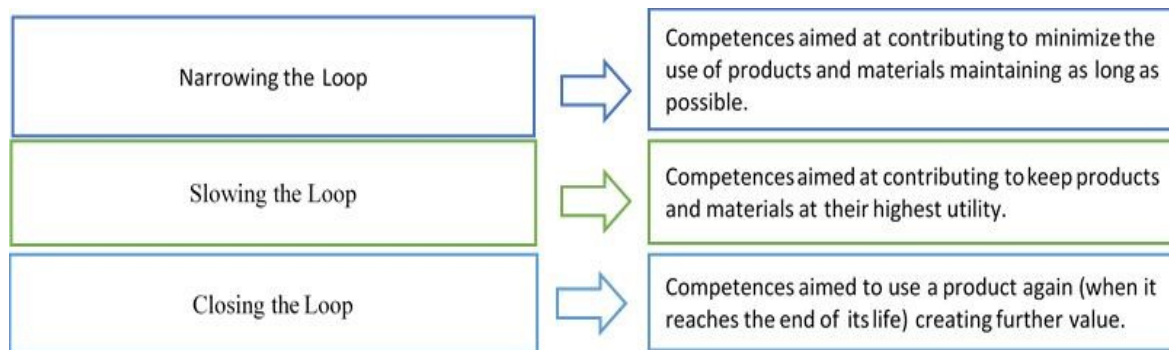 Narrowing the Loop
Competences aimed at contributing to minimize the
use of products and materials maintaining as long as
possible.
Slowing the Loop
Competences aimed at contributing to keep products
and materials at their highest utility.
Closing the Loop
Competences aimed to use a product again (when it
reaches the end of its life) creating further value.